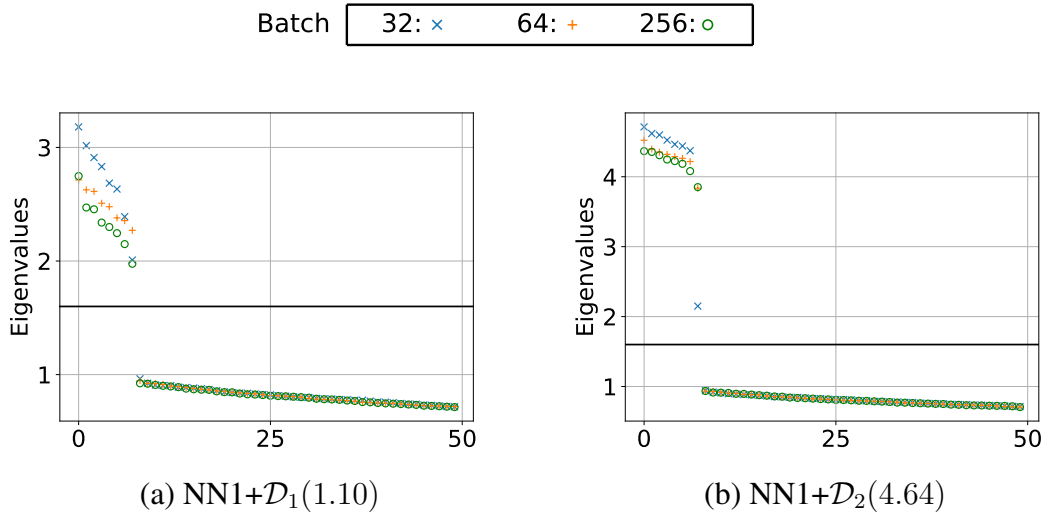 Batch 32: × 64: + 256: ○
Eigenvalues
3
2
1
0 25 50
(a) NN1+𝒟₁(1.10)
Eigenvalues
4
3
2
1
0 25 50
(b) NN1+𝒟₂(4.64)